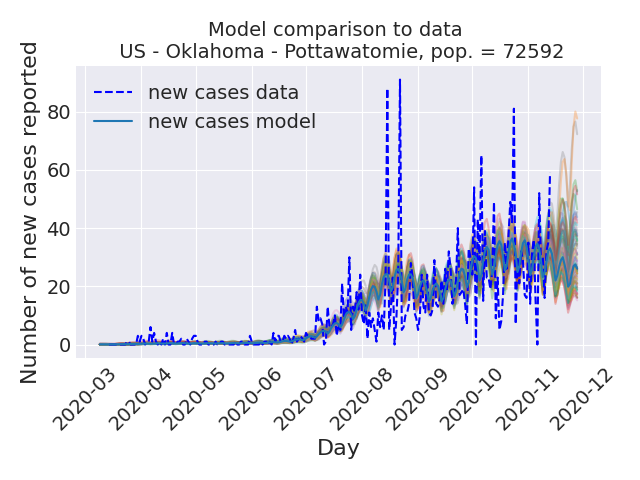 Model comparison to data
US - Oklahoma - Pottawatomie, pop. = 72592
new cases data
new cases model
Number of new cases reported
80
60
40
20
0
2020-03
2020-04
2020-05
2020-06
2020-07
2020-08
2020-09
2020-10
2020-11
2020-12
Day